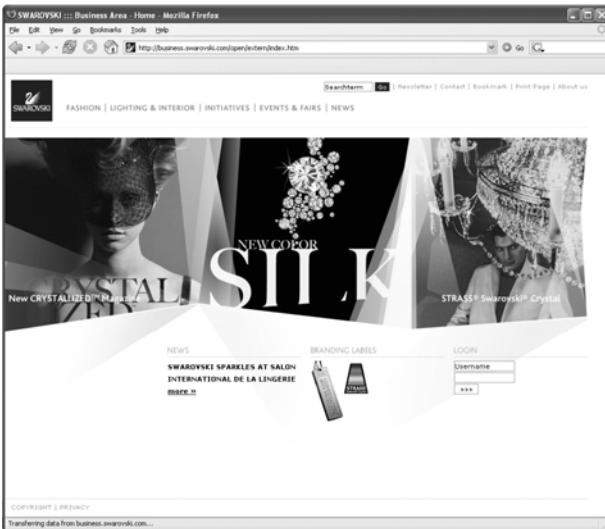 SWAROVSKI ::: Business Area - Home - Mozilla Firefox
File Edit View Go Bookmarks Tools Help
http://business.swarovski.com/open/extern/index.htm
Go
Searchterm Go | Newsletter | Contact | Bookmark | Print Page | About us
SWAROVSKI
FASHION | LIGHTING & INTERIOR | INITIATIVES | EVENTS & FAIRS | NEWS
NEW COLOR
SILK
CRYSTAL
IZED
New CRYSTALLIZED™ Magazine
STRASS® Swarovski® Crystal
NEWS
SWAROVSKI SPARKLES AT SALON
INTERNATIONAL DE LA LINGERIE
more »
BRANDING LABELS
STRASS
LOGIN
Username
>>>
COPYRIGHT | PRIVACY
Transferring data from business.swarovski.com...